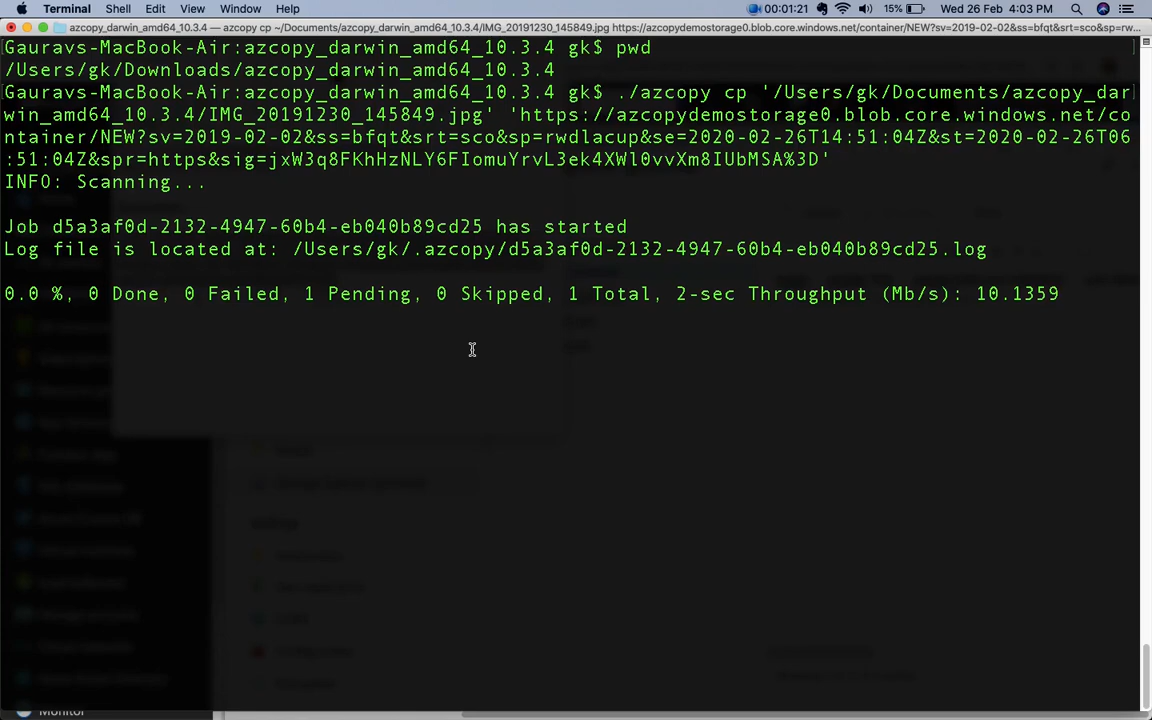 Terminal Shell Edit View Window Help 00:01:21 15% Wed 26 Feb 4:03 PM
azcopy_darwin_amd64_10.3.4 — azcopy cp ~/Documents/azcopy_darwin_amd64_10.3.4/IMG_20191230_145849.jpg https://azcopydemostorage0.blob.core.windows.net/container/NEW?sv=2019-02-02&ss=bfqt&srt=sco&sp=rw...
Gauravs-MacBook-Air:azcopy_darwin_amd64_10.3.4 gk$ pwd
/Users/gk/Downloads/azcopy_darwin_amd64_10.3.4
Gauravs-MacBook-Air:azcopy_darwin_amd64_10.3.4 gk$ ./azcopy cp '/Users/gk/Documents/azcopy_dar
win_amd64_10.3.4/IMG_20191230_145849.jpg' 'https://azcopydemostorage0.blob.core.windows.net/co
ntainer/NEW?sv=2019-02-02&ss=bfqt&srt=sco&sp=rwdlacup&se=2020-02-26T14:51:04Z&st=2020-02-26T06
:51:04Z&spr=https&sig=jxW3q8FKhHzNLY6FIomuYrvL3ek4XWl0vvXm8IUbMSA%3D'
INFO: Scanning...
Job d5a3af0d-2132-4947-60b4-eb040b89cd25 has started
Log file is located at: /Users/gk/.azcopy/d5a3af0d-2132-4947-60b4-eb040b89cd25.log
0.0 %, 0 Done, 0 Failed, 1 Pending, 0 Skipped, 1 Total, 2-sec Throughput (Mb/s): 10.1359
Monitor